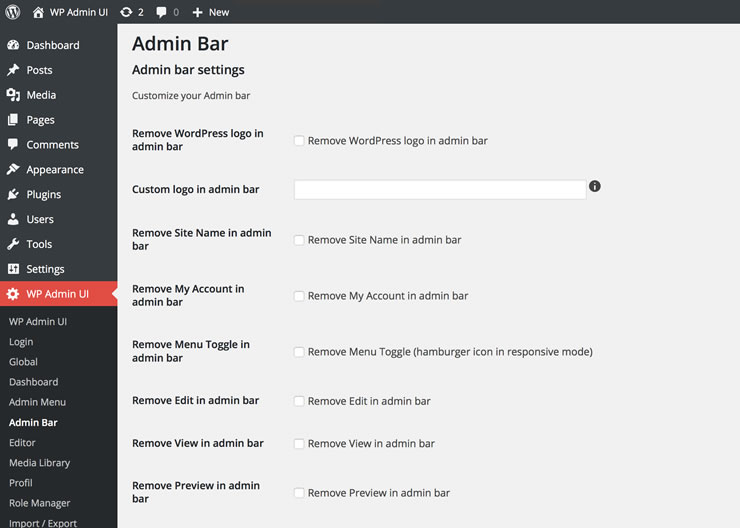 WP Admin UI 2 0 New
Dashboard
Posts
Media
Pages
Comments
Appearance
Plugins
Users
Tools
Settings
WP Admin UI
WP Admin UI
Login
Global
Dashboard
Admin Menu
Admin Bar
Editor
Media Library
Profil
Role Manager
Import / Export
Admin Bar
Admin bar settings
Customize your Admin bar
Remove WordPress logo in
admin bar
Remove WordPress logo in admin bar
Custom logo in admin bar
Remove Site Name in admin
bar
Remove Site Name in admin bar
Remove My Account in
admin bar
Remove My Account in admin bar
Remove Menu Toggle in
admin bar
Remove Menu Toggle (hamburger icon in responsive mode)
Remove Edit in admin bar
Remove Edit in admin bar
Remove View in admin bar
Remove View in admin bar
Remove Preview in admin
bar
Remove Preview in admin bar